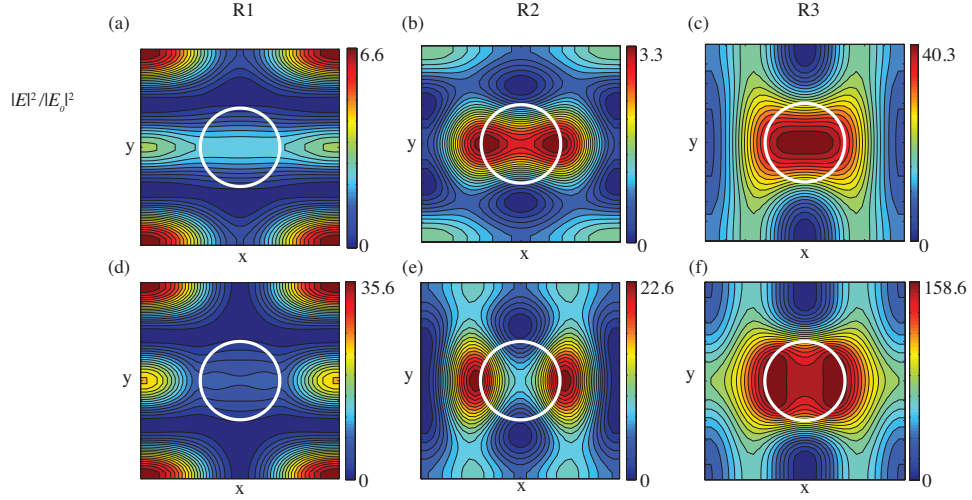 R1 R2 R3
(a) (b) (c)
6.6 3.3 40.3
|E|²/|E₀|²
y y y
0 0 0
x x x
(d) (e) (f)
35.6 22.6 158.6
y y y
0 0 0
x x x